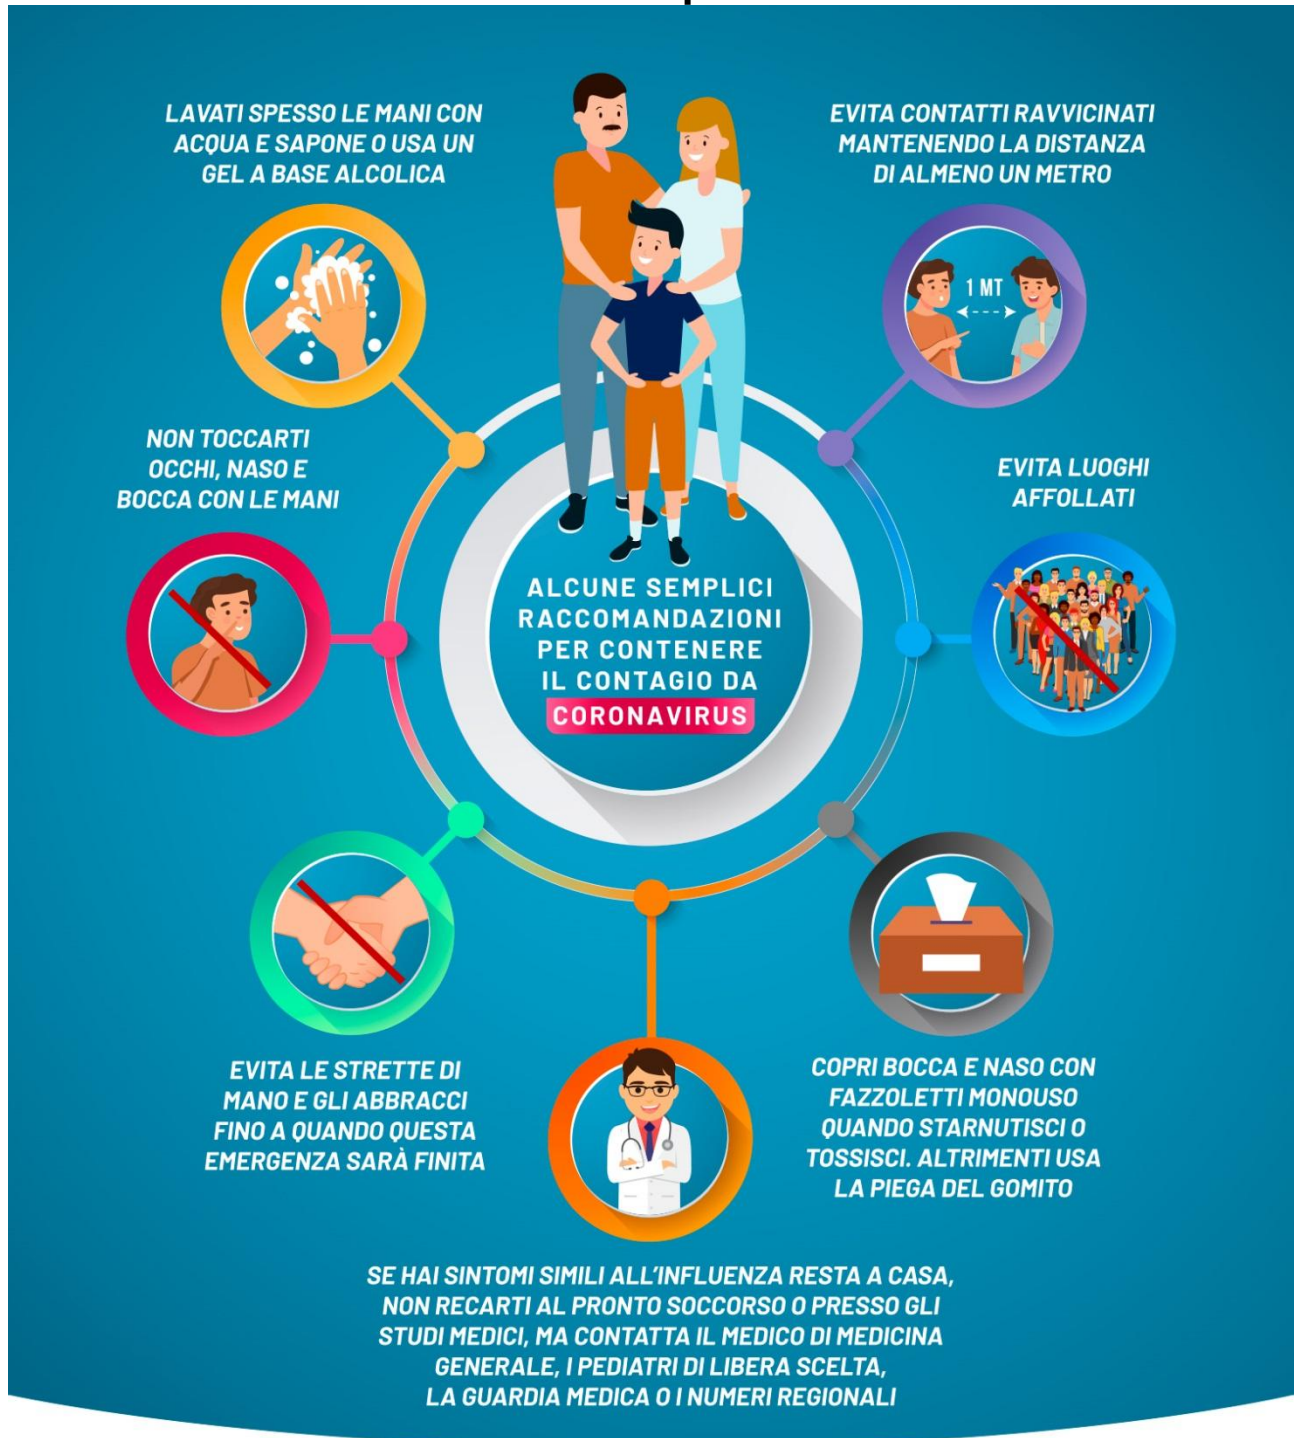 LAVATI SPESSO LE MANI CON
ACQUA E SAPONE O USA UN
GEL A BASE ALCOLICA
EVITA CONTATTI RAVVICINATI
MANTENENDO LA DISTANZA
DI ALMENO UN METRO
1 MT
NON TOCCARTI
OCCHI, NASO E
BOCCA CON LE MANI
EVITA LUOGHI
AFFOLLATI
ALCUNE SEMPLICI
RACCOMANDAZIONI
PER CONTENERE
IL CONTAGIO DA
CORONAVIRUS
EVITA LE STRETTE DI
MANO E GLI ABBRACCI
FINO A QUANDO QUESTA
EMERGENZA SARÀ FINITA
COPRI BOCCA E NASO CON
FAZZOLETTI MONOUSO
QUANDO STARNUTISCI O
TOSSISCI. ALTRIMENTI USA
LA PIEGA DEL GOMITO
SE HAI SINTOMI SIMILI ALL'INFLUENZA RESTA A CASA,
NON RECARTI AL PRONTO SOCCORSO O PRESSO GLI
STUDI MEDICI, MA CONTATTA IL MEDICO DI MEDICINA
GENERALE, I PEDIATRI DI LIBERA SCELTA,
LA GUARDIA MEDICA O I NUMERI REGIONALI